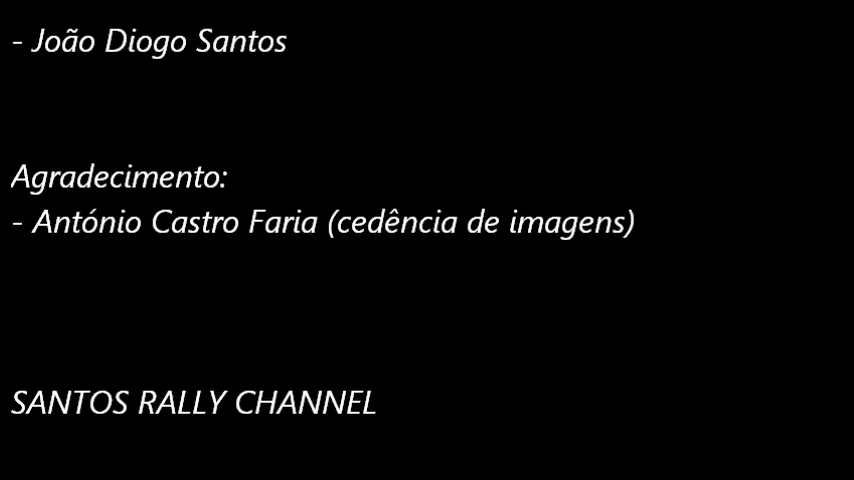 - João Diogo Santos
Agradecimento:
- António Castro Faria (cedência de imagens)
SANTOS RALLY CHANNEL